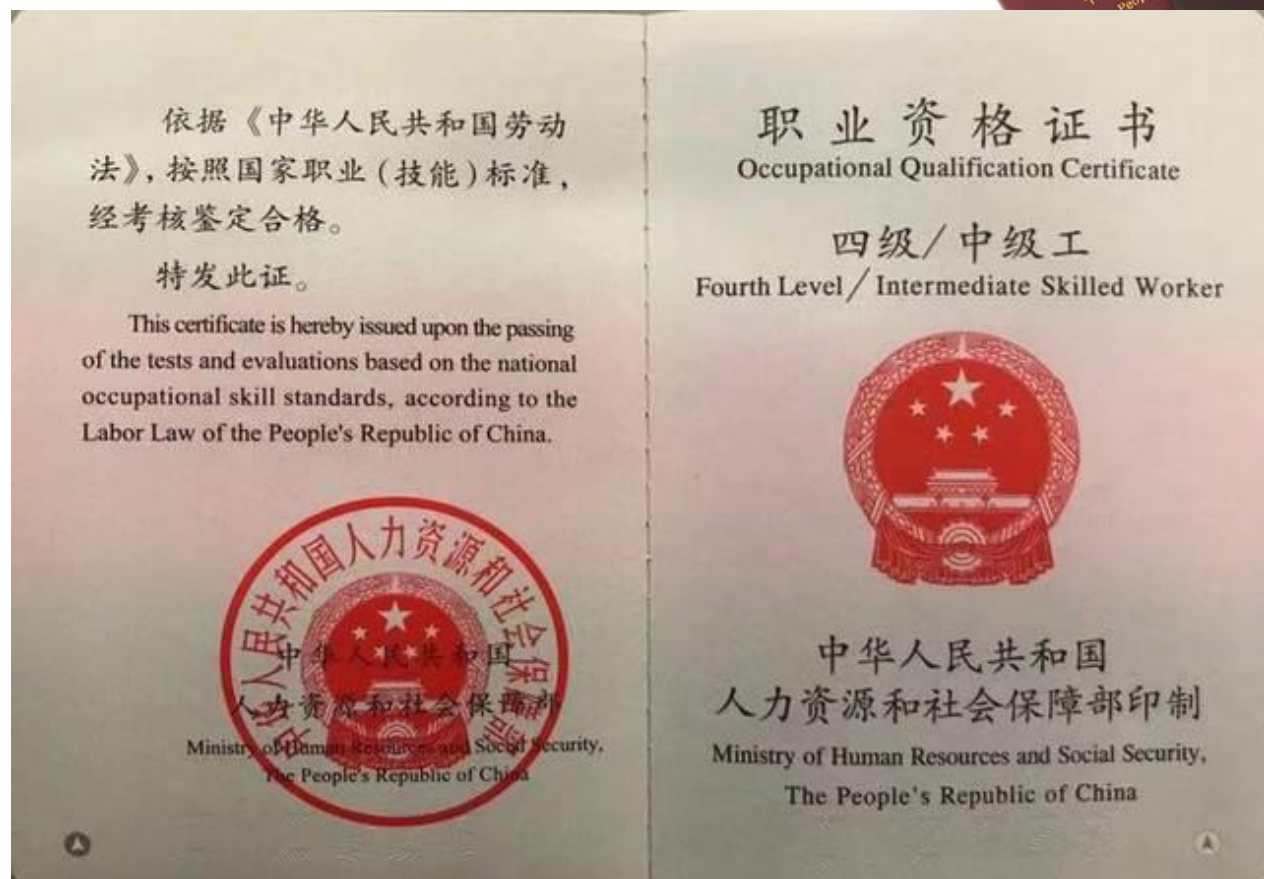 依据《中华人民共和国劳动
法》，按照国家职业(技能)标准，
经考核鉴定合格。
特发此证。
This certificate is hereby issued upon the passing
of the tests and evaluations based on the national
occupational skill standards, according to the
Labor Law of the People's Republic of China.
中华人民共和国人力资源和社会保障部
中华人民共和国
人力资源和社会保障部
Ministry of Human Resources and Social Security,
The People's Republic of China
职业资格证书
Occupational Qualification Certificate
四级/中级工
Fourth Level/Intermediate Skilled Worker
中华人民共和国
人力资源和社会保障部印制
Ministry of Human Resources and Social Security,
The People's Republic of China